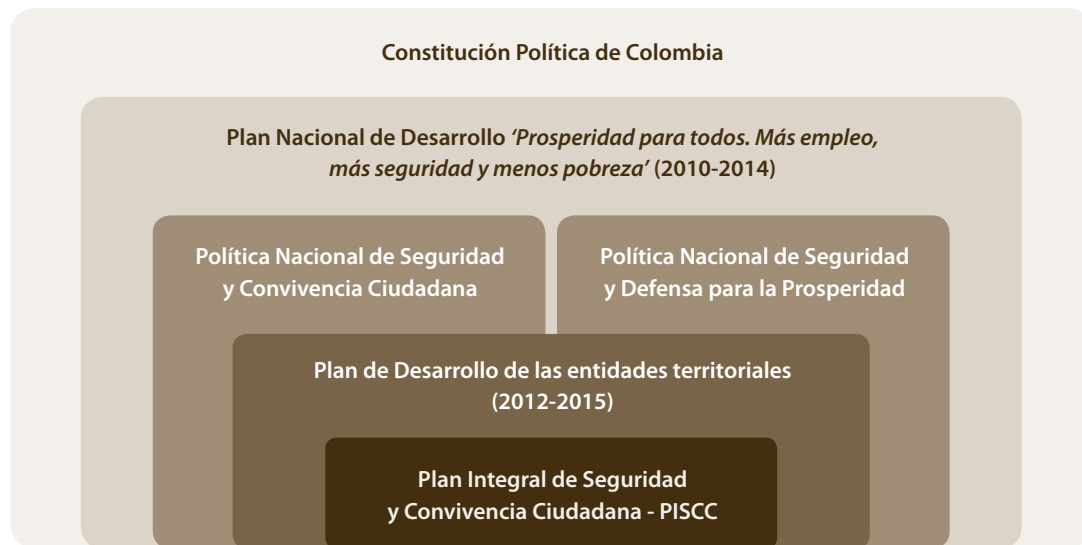 Constitución Política de Colombia
Plan Nacional de Desarrollo ‘Prosperidad para todos. Más empleo,
más seguridad y menos pobreza’ (2010-2014)
Política Nacional de Seguridad
y Convivencia Ciudadana
Política Nacional de Seguridad
y Defensa para la Prosperidad
Plan de Desarrollo de las entidades territoriales
(2012-2015)
Plan Integral de Seguridad
y Convivencia Ciudadana - PISCC